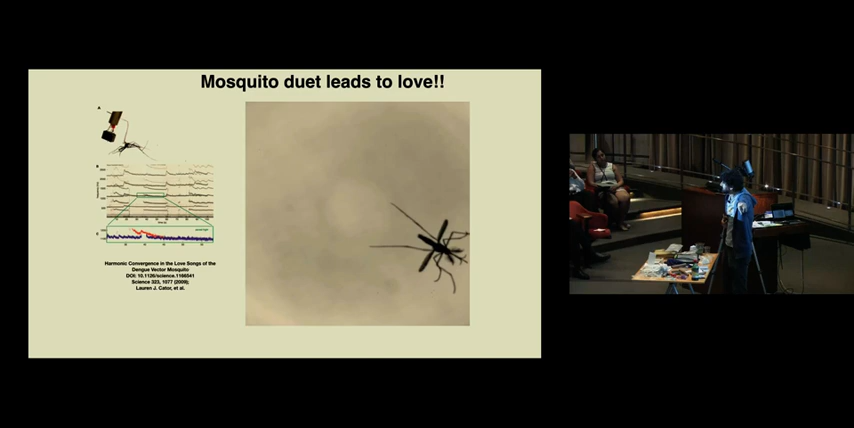 Mosquito duet leads to love!!
A
B
C
Harmonic Convergence in the Love Songs of the
Dengue Vector Mosquito
DOI: 10.1126/science.1166541
Science 323, 1077 (2009);
Lauren J. Cator, et al.